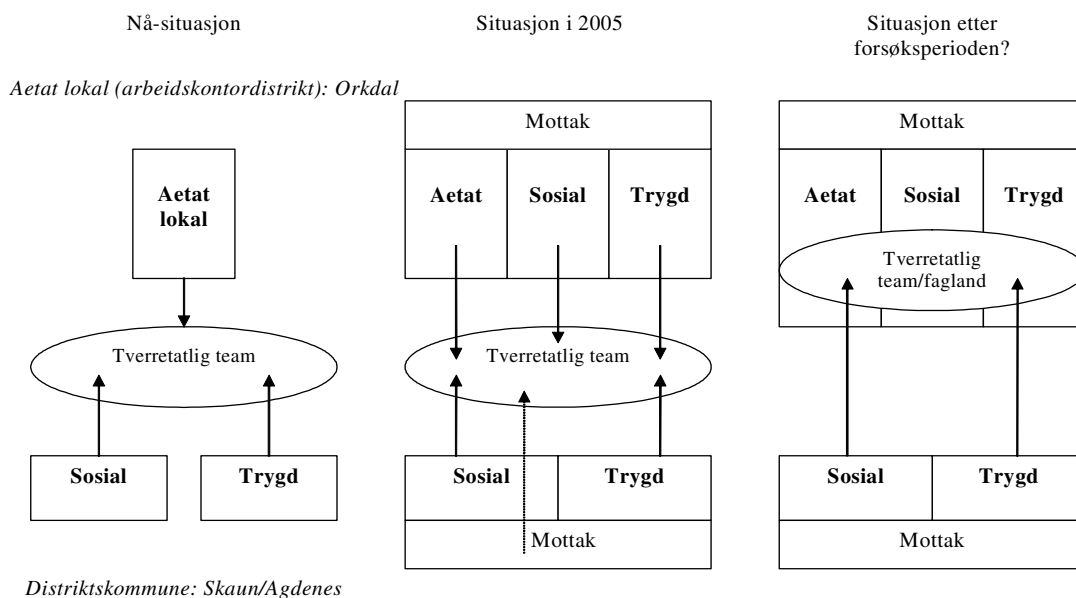 Nå-situasjon
Situasjon i 2005
Situasjon etter
forsøksperioden?
Aetat lokal (arbeidskontordistrikt): Orkdal
Aetat
lokal
Tverretatlig team
Sosial
Trygd
Mottak
Aetat
Sosial
Trygd
Tverretatlig team
Sosial
Trygd
Mottak
Mottak
Aetat
Sosial
Trygd
Tverretatlig
team/fagland
Sosial
Trygd
Mottak
Distriktskommune: Skaun/Agdenes